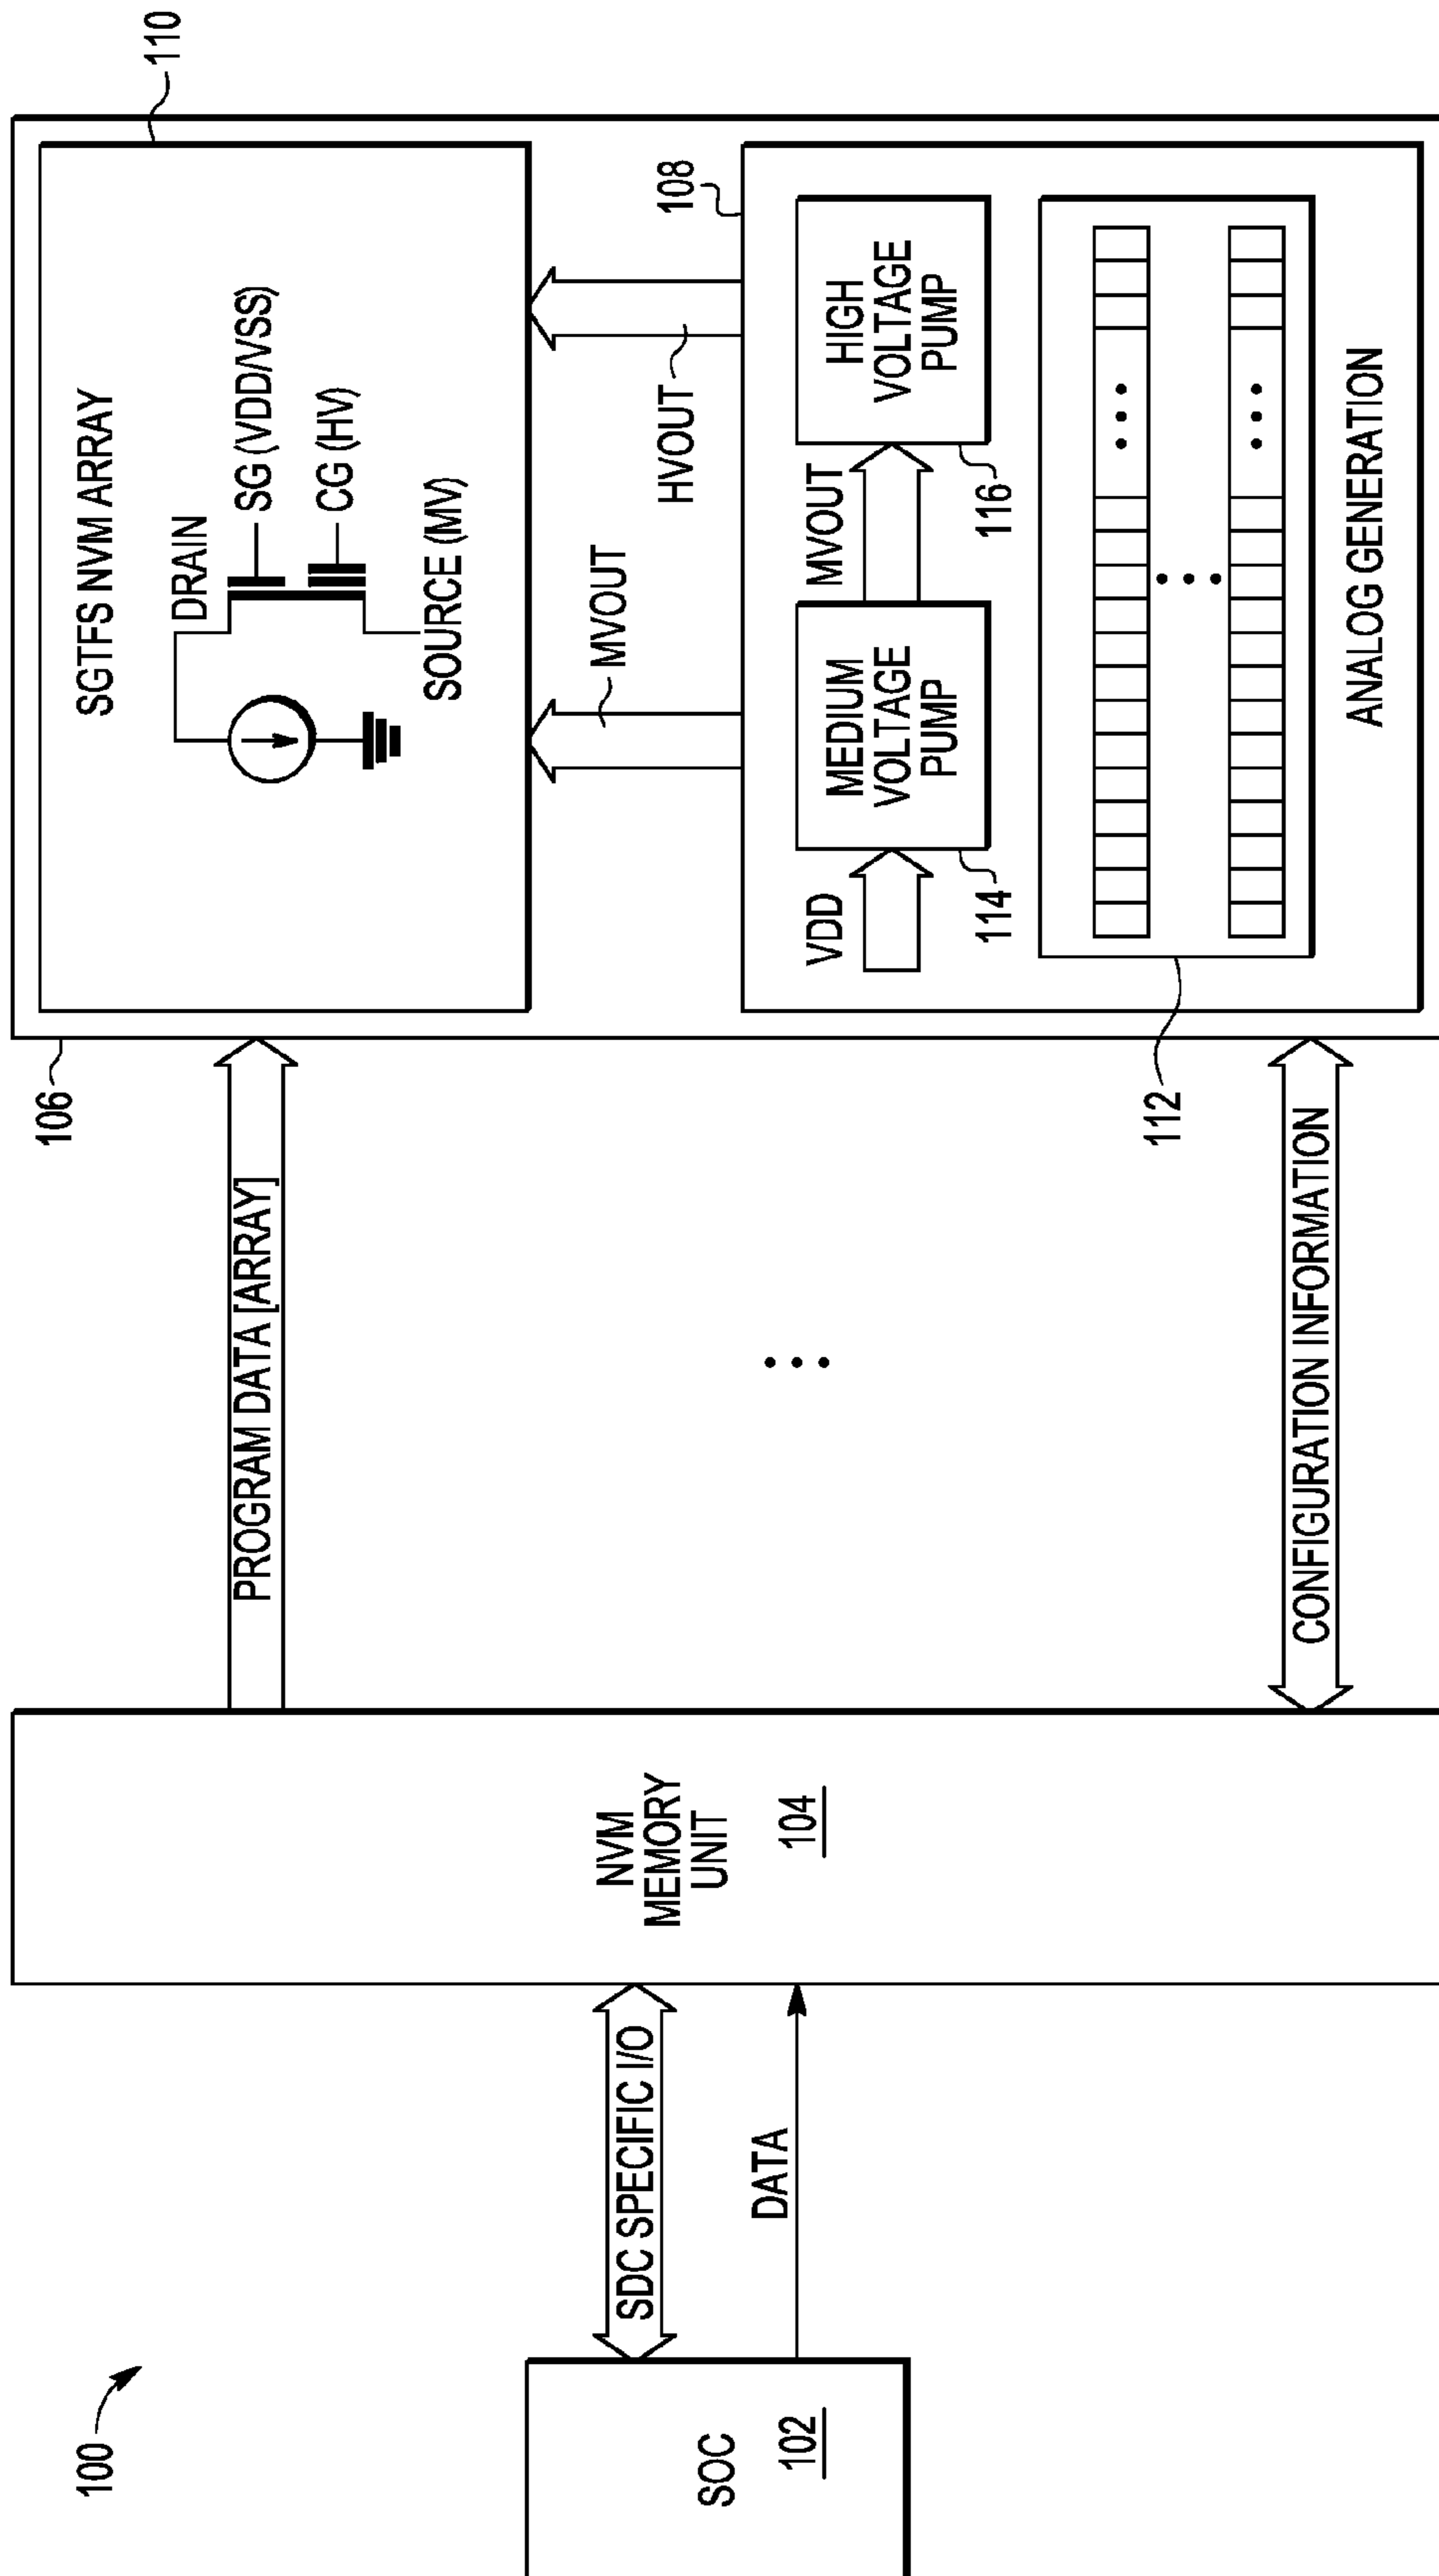 100
SOC
102
SDC SPECIFIC I/O
DATA
NVM
MEMORY
UNIT
104
PROGRAM DATA [ARRAY]
CONFIGURATION INFORMATION
106
110
SGTFS NVM ARRAY
DRAIN
SG (VDD/VSS)
CG (HV)
SOURCE (MV)
MVOUT
HVOUT
108
VDD
MEDIUM
VOLTAGE
PUMP
114
MVOUT
HIGH
VOLTAGE
PUMP
116
112
ANALOG GENERATION